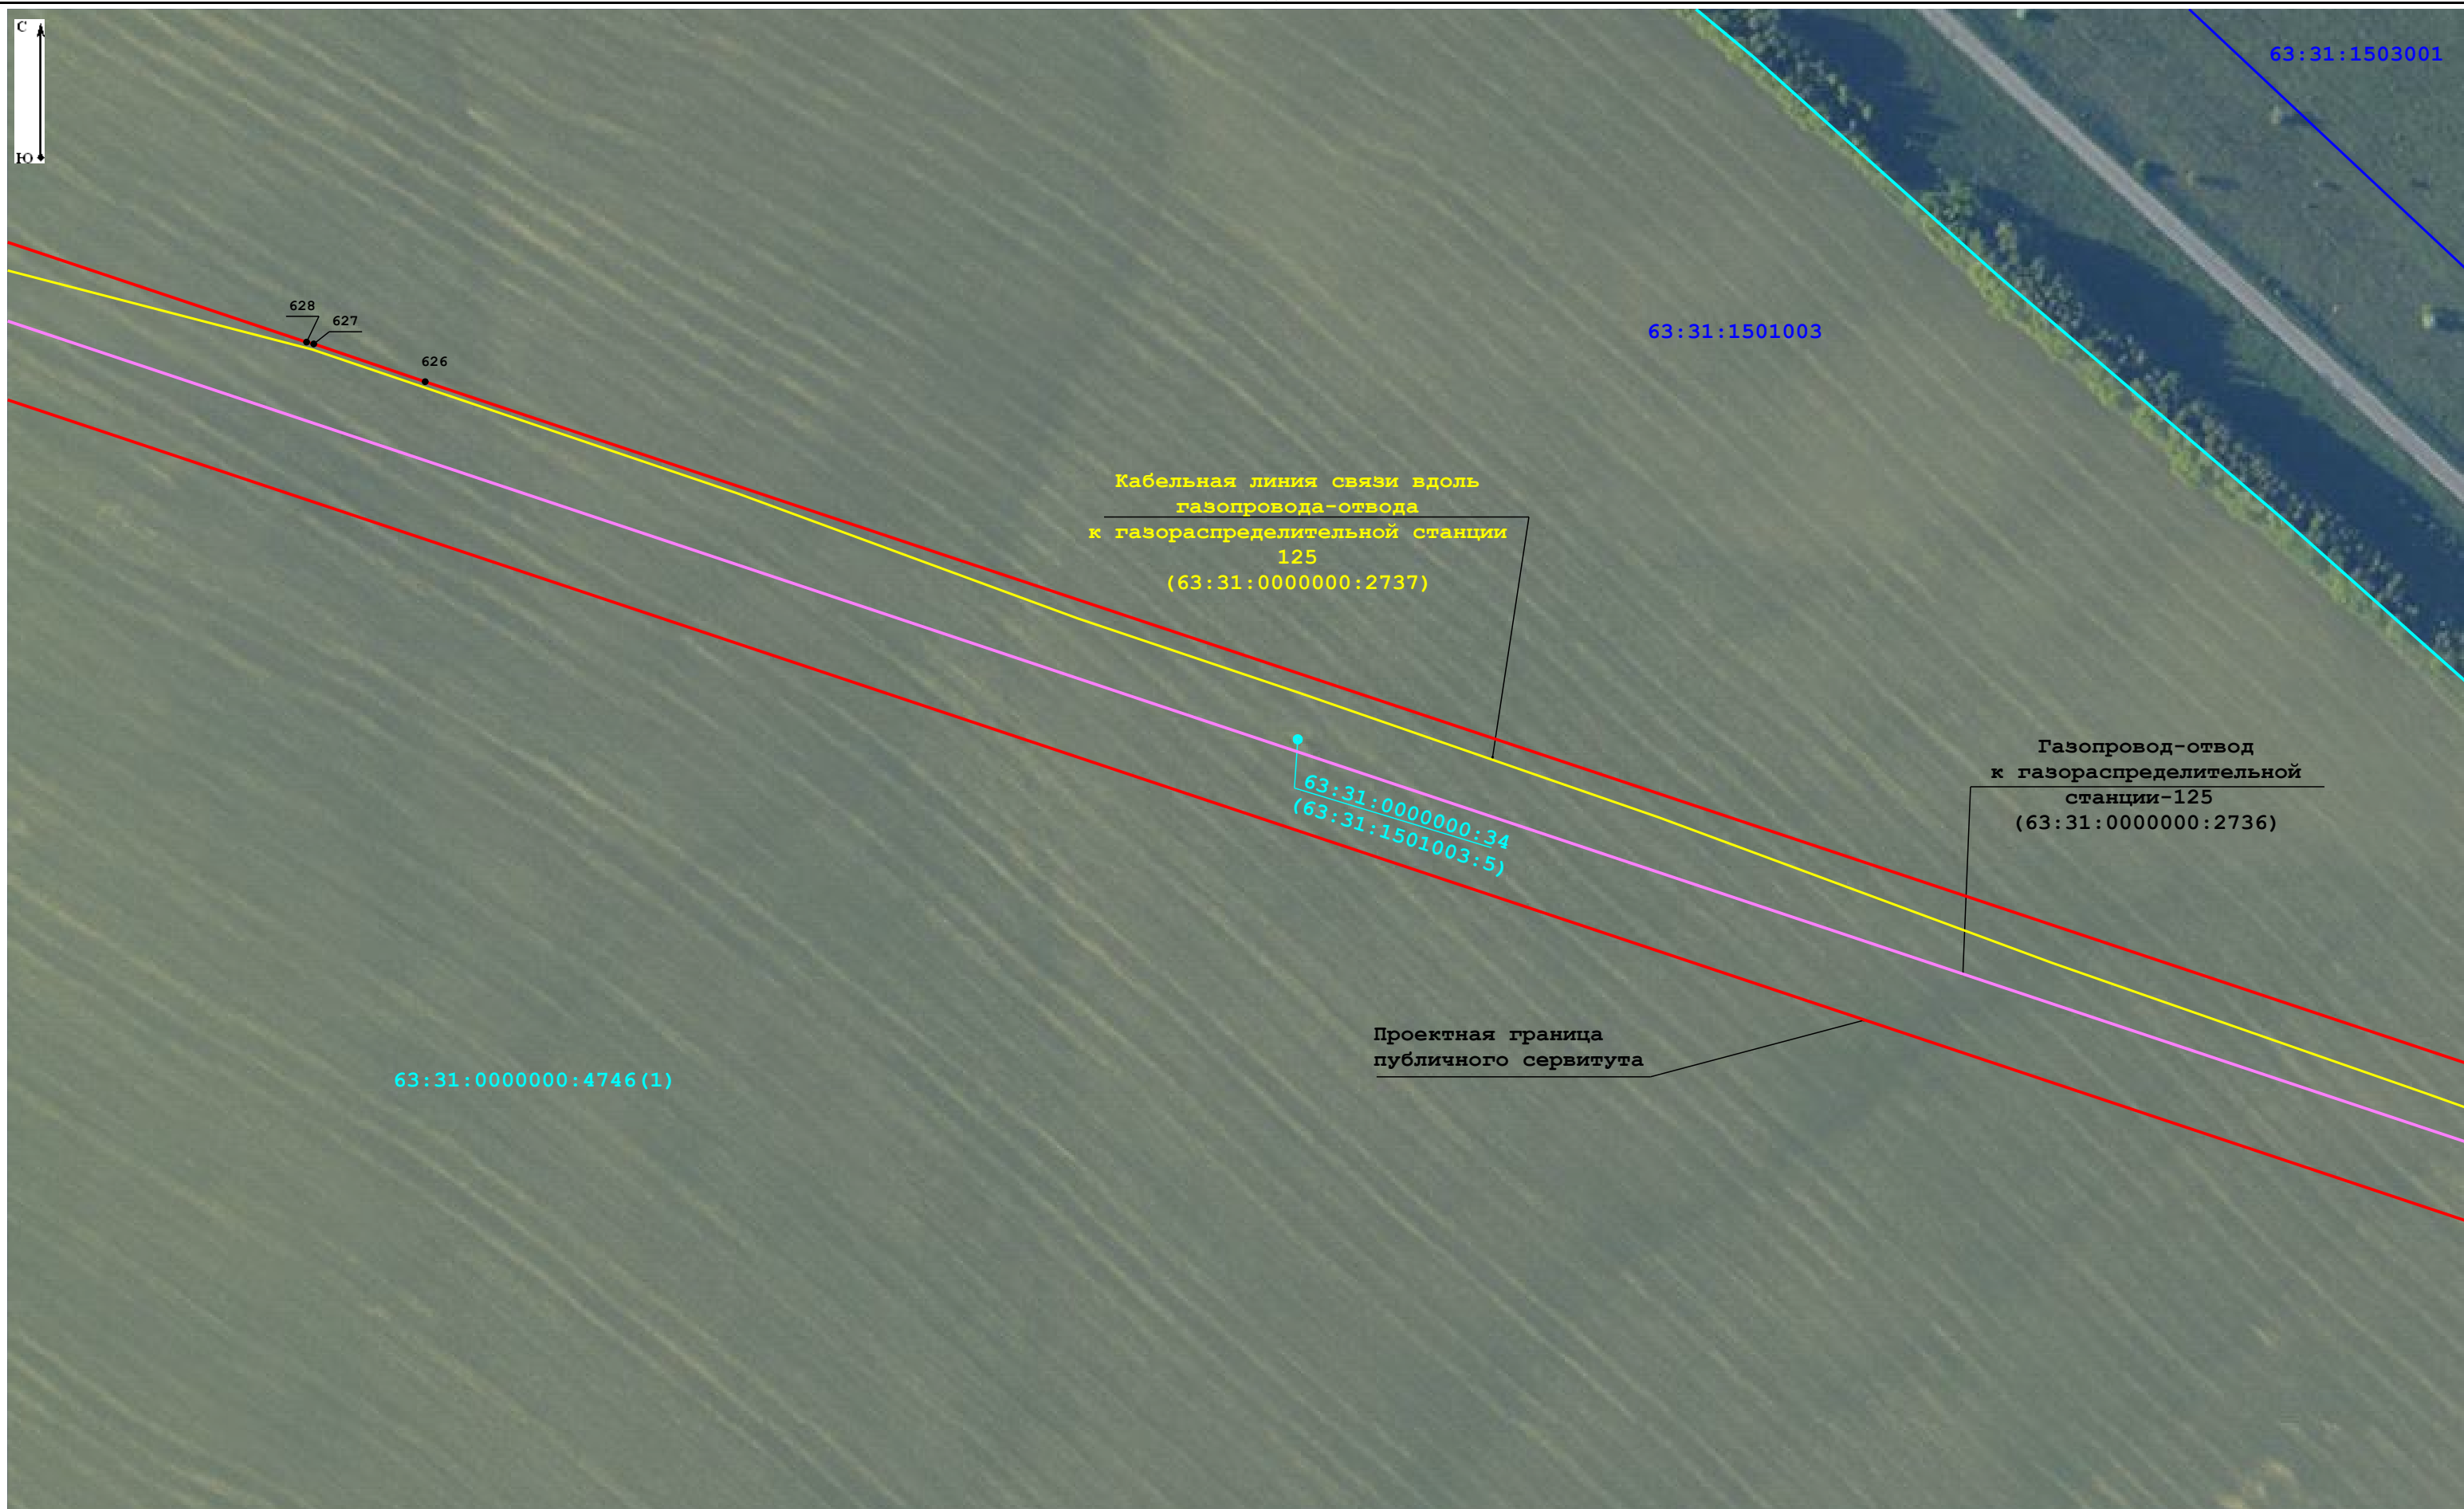 С
Ю
63:31:1503001
628
627
626
63:31:1501003
Кабельная линия связи вдоль
газопровода-отвода
к газораспределительной станции
125
(63:31:0000000:2737)
63:31:0000000:34
(63:31:1501003:5)
Газопровод-отвод
к газораспределительной
станции-125
(63:31:0000000:2736)
Проектная граница
публичного сервитута
63:31:0000000:4746(1)